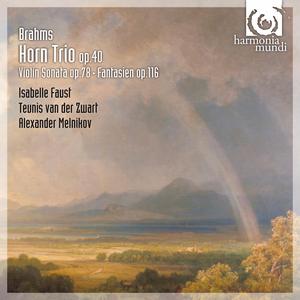 Brahms
Horn Trio op.40
Violin Sonata op.78 - Fantasien op.116
Isabelle Faust
Teunis van der Zwart
Alexander Melnikov
harmonia
mundi